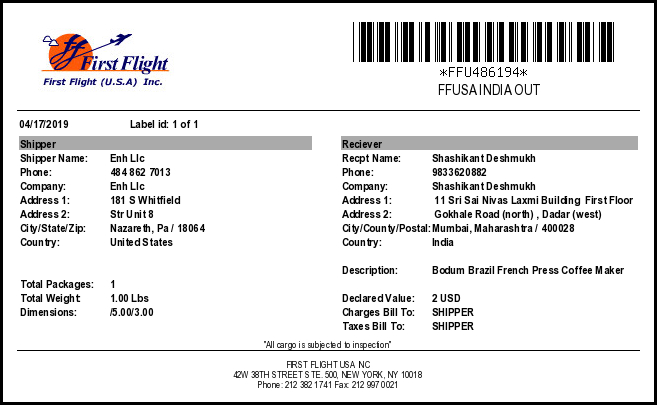 First Flight
First Flight (U.S.A) Inc.
*FFU486194*
FFUSA INDIA OUT
04/17/2019 Label id: 1 of 1
Shipper
Shipper Name: Enh Llc
Phone: 484 862 7013
Company: Enh Llc
Address 1: 181 S Whitfield
Address 2: Str Unit 8
City/State/Zip: Nazareth, Pa / 18064
Country: United States
Total Packages: 1
Total Weight: 1.00 Lbs
Dimensions: /5.00/3.00
Reciever
Recpt Name: Shashikant Deshmukh
Phone: 9833620882
Company: Shashikant Deshmukh
Address 1: 11 Sri Sai Nivas Laxmi Building First Floor
Address 2: Gokhale Road (north) , Dadar (west)
City/County/Postal: Mumbai, Maharashtra / 400028
Country: India
Description: Bodum Brazil French Press Coffee Maker
Declared Value: 2 USD
Charges Bill To: SHIPPER
Taxes Bill To: SHIPPER
"All cargo is subjected to inspection"
FIRST FLIGHT USA INC
42W 38TH STREET STE. 500, NEW YORK, NY 10018
Phone: 212 382 1741 Fax: 212 997 0021